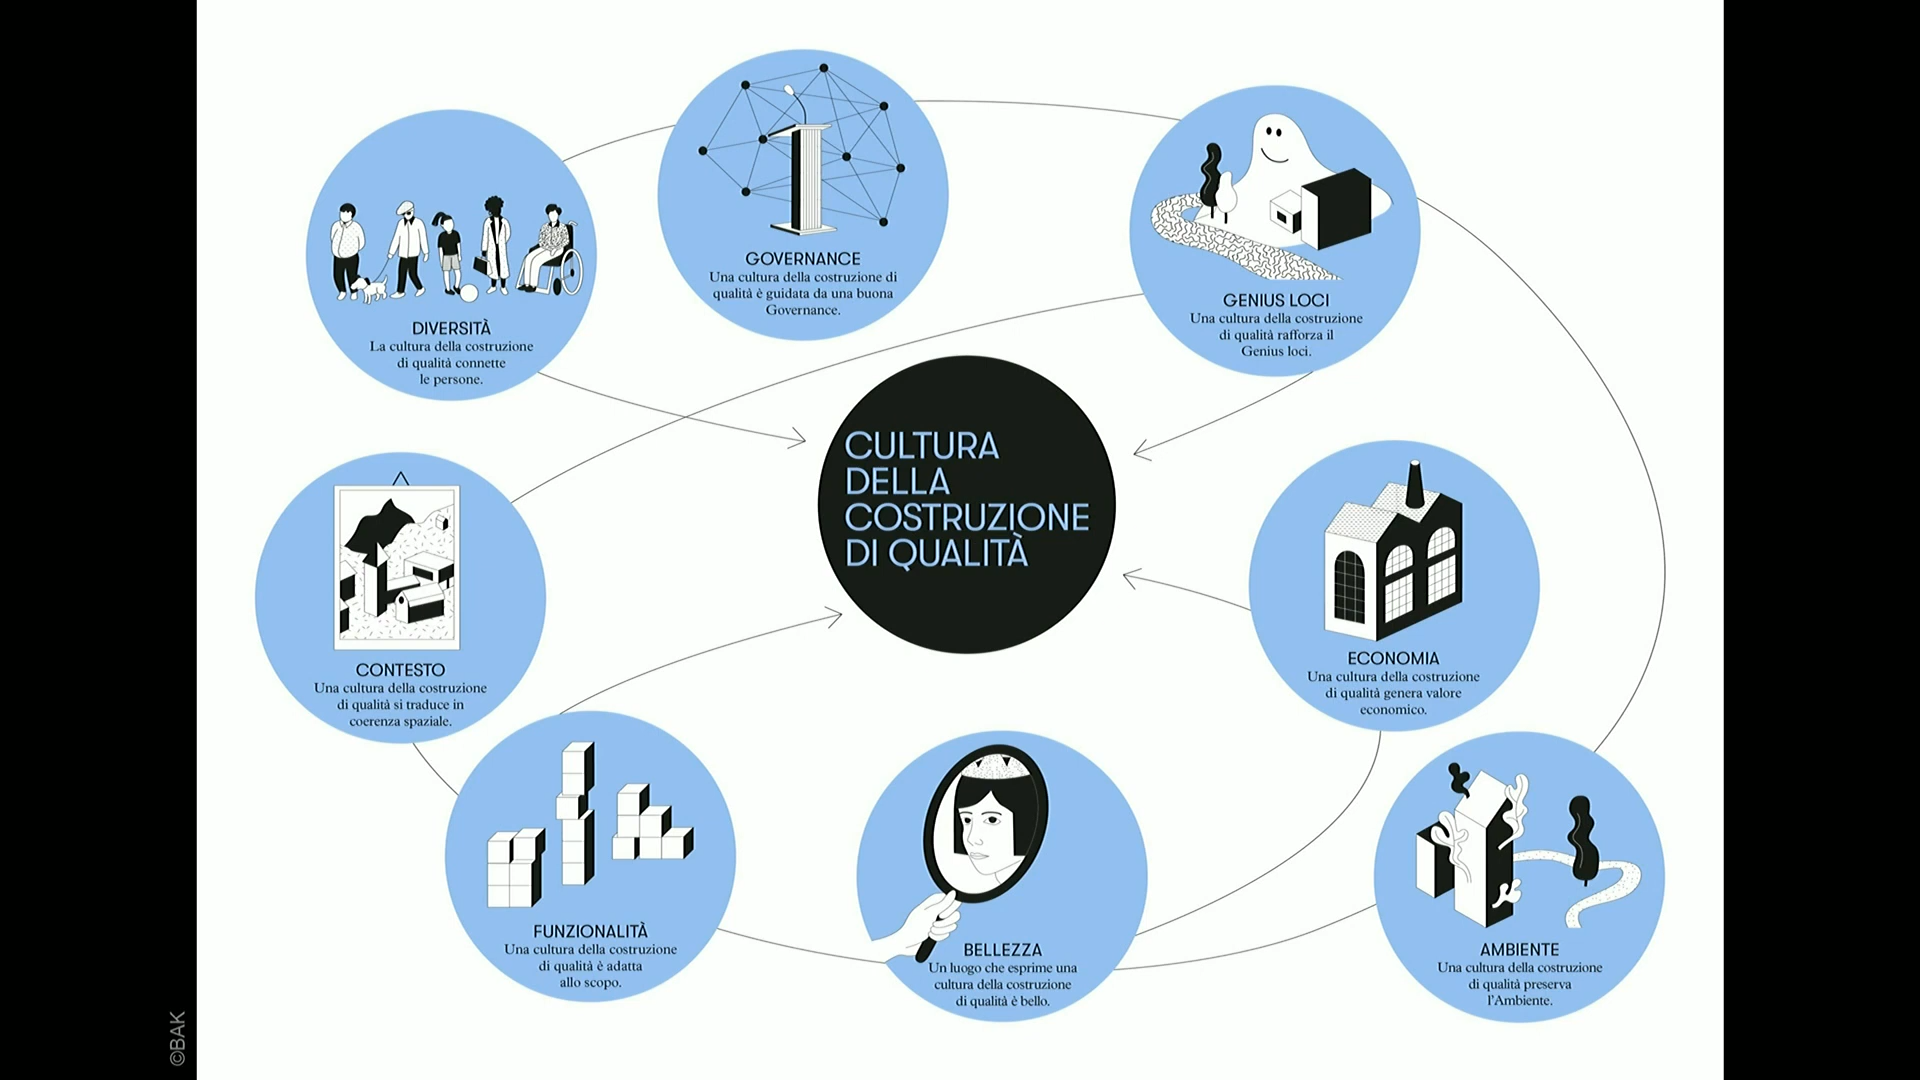 GOVERNANCE
Una cultura della costruzione di
qualità è guidata da una buona
Governance.
GENIUS LOCI
Una cultura della costruzione
di qualità rafforza il
Genius loci.
DIVERSITÀ
La cultura della costruzione
di qualità connette
le persone.
CULTURA
DELLA
COSTRUZIONE
DI QUALITÀ
CONTESTO
Una cultura della costruzione
di qualità si traduce in
coerenza spaziale.
ECONOMIA
Una cultura della costruzione
di qualità genera valore
economico.
FUNZIONALITÀ
Una cultura della costruzione
di qualità è adatta
allo scopo.
BELLEZZA
Un luogo che esprime una
cultura della costruzione
di qualità è bello.
AMBIENTE
Una cultura della costruzione
di qualità preserva
l'Ambiente.
©BAK